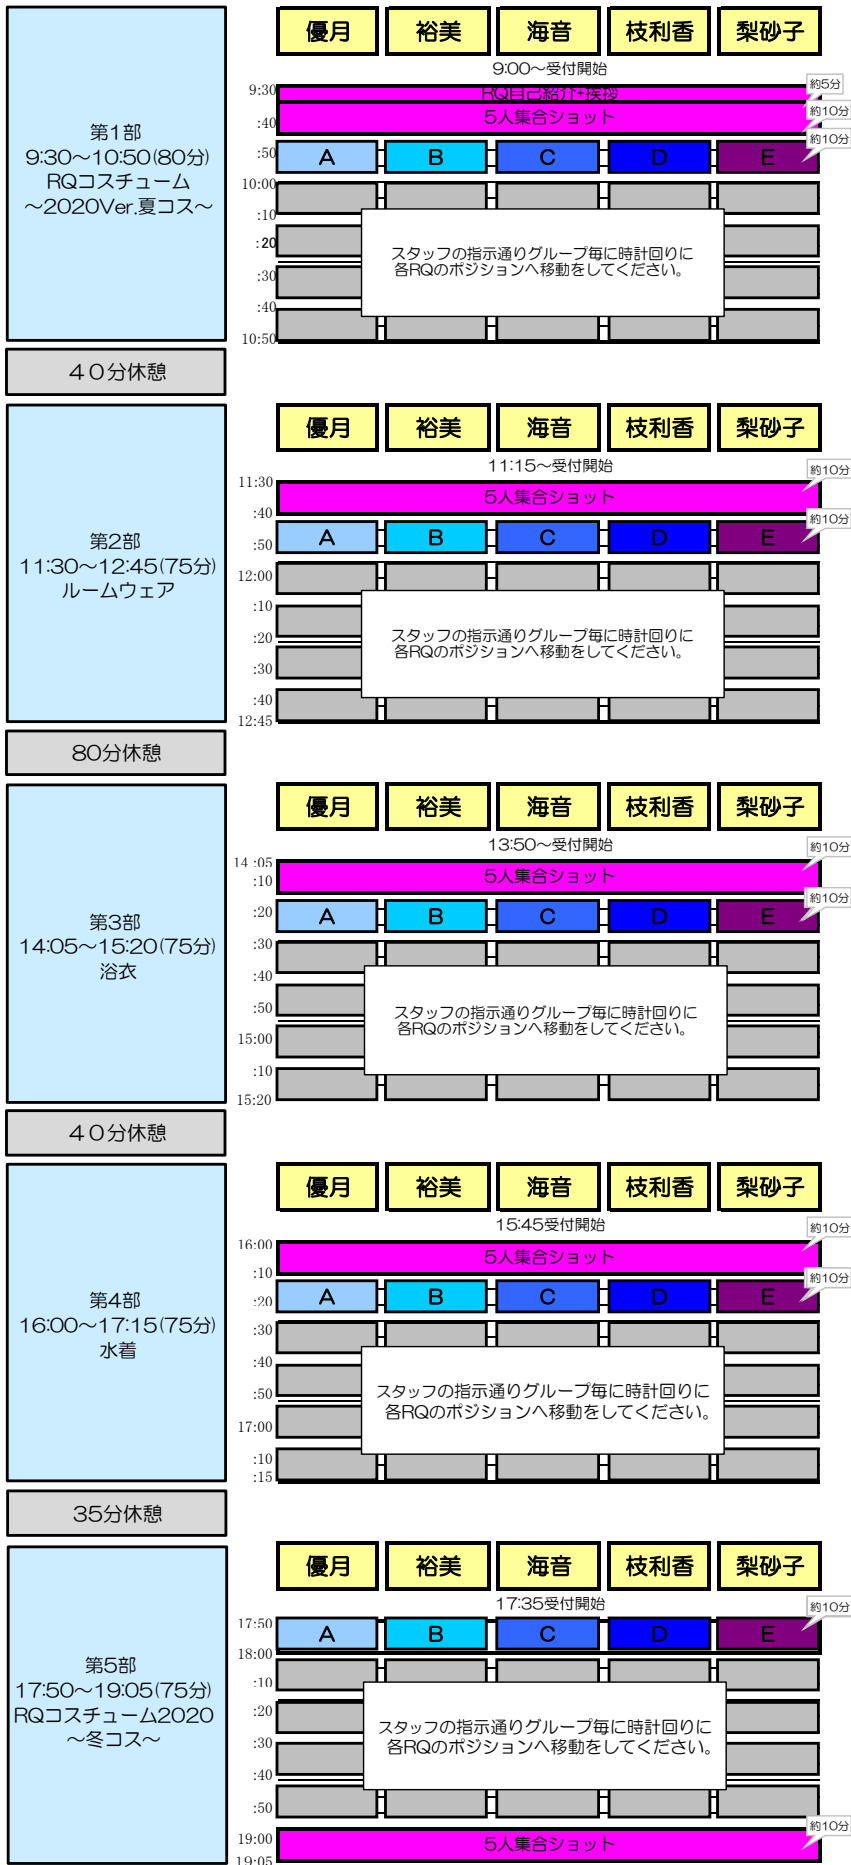 優月 裕美 海音 枝利香 梨砂子
9:00～受付開始
約5分
9:30
RQ自己紹介+挨拶
5人集合ショット
約10分
:40
第1部
9:30～10:50(80分)
RQコスチューム
～2020Ver.夏コス～
約10分
:50
A B C D E
10:00
:10
:20
スタッフの指示通りグループ毎に時計回りに
各RQのポジションへ移動をしてください。
:30
:40
10:50
４０分休憩
優月 裕美 海音 枝利香 梨砂子
11:15～受付開始
約10分
11:30
5人集合ショット
:40
約10分
:50
A B C D E
第2部
11:30～12:45(75分)
ルームウェア
12:00
:10
:20
スタッフの指示通りグループ毎に時計回りに
各RQのポジションへ移動をしてください。
:30
:40
12:45
80分休憩
優月 裕美 海音 枝利香 梨砂子
13:50～受付開始
約10分
14 :05
5人集合ショット
:10
約10分
:20
A B C D E
第3部
14:05～15:20(75分)
浴衣
:30
:40
:50
スタッフの指示通りグループ毎に時計回りに
各RQのポジションへ移動をしてください。
15:00
:10
15:20
４０分休憩
優月 裕美 海音 枝利香 梨砂子
15:45受付開始
約10分
16:00
5人集合ショット
:10
約10分
:20
A B C D E
第4部
16:00～17:15(75分)
水着
:30
:40
:50
スタッフの指示通りグループ毎に時計回りに
各RQのポジションへ移動をしてください。
17:00
:10
:15
35分休憩
優月 裕美 海音 枝利香 梨砂子
17:35受付開始
約10分
17:50
A B C D E
18:00
第5部
17:50～19:05(75分)
RQコスチューム2020
～冬コス～
:10
:20
:30
スタッフの指示通りグループ毎に時計回りに
各RQのポジションへ移動をしてください。
:40
:50
約10分
19:00
5人集合ショット
19:05